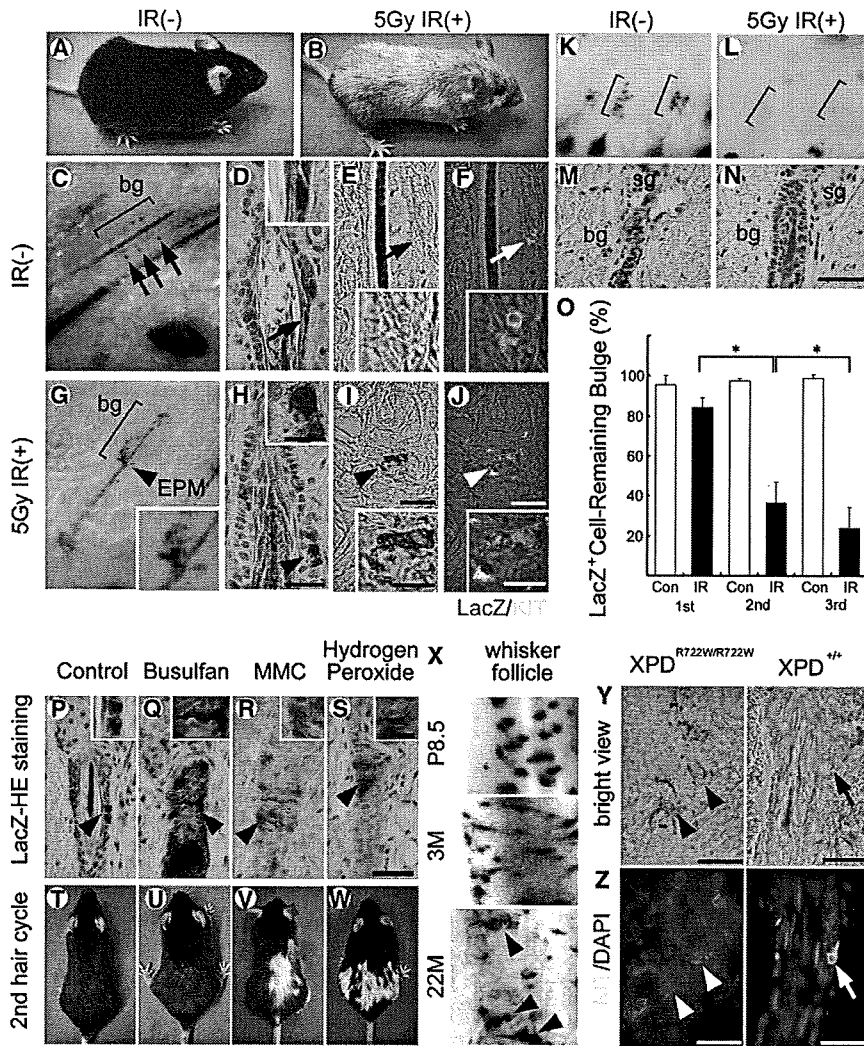 IR(-)
5Gy IR(+)
IR(-)
5Gy IR(+)
A
B
K
L
C
bg
D
E
F
M
sg
bg
N
sg
bg
IR(-)
G
bg
EPM
H
I
J
5Gy IR(+)
LacZ/KIT
O
LacZ+Cell-Remaining Bulge (%)
100
80
60
40
20
* *
Con IR Con IR Con IR
1st 2nd 3rd
Control
Busulfan
MMC
Hydrogen Peroxide
X
whisker follicle
XPD R722W/R722W
XPD +/+
LacZ-HE staining
P
Q
R
S
P8.5
3M
22M
Y
bright view
2nd hair cycle
T
U
V
W
Z
/DAPI